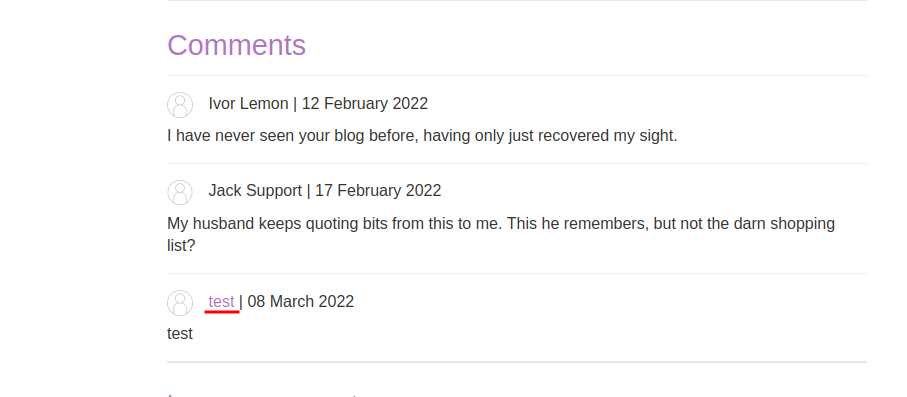 Comments
Ivor Lemon | 12 February 2022
I have never seen your blog before, having only just recovered my sight.
Jack Support | 17 February 2022
My husband keeps quoting bits from this to me. This he remembers, but not the darn shopping
list?
test | 08 March 2022
test